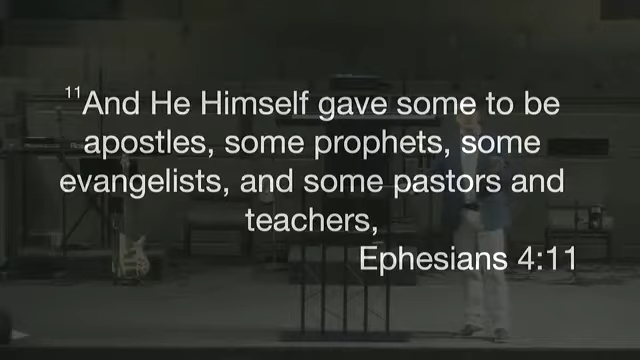 11And He Himself gave some to be
apostles, some prophets, some
evangelists, and some pastors and
teachers,
Ephesians 4:11